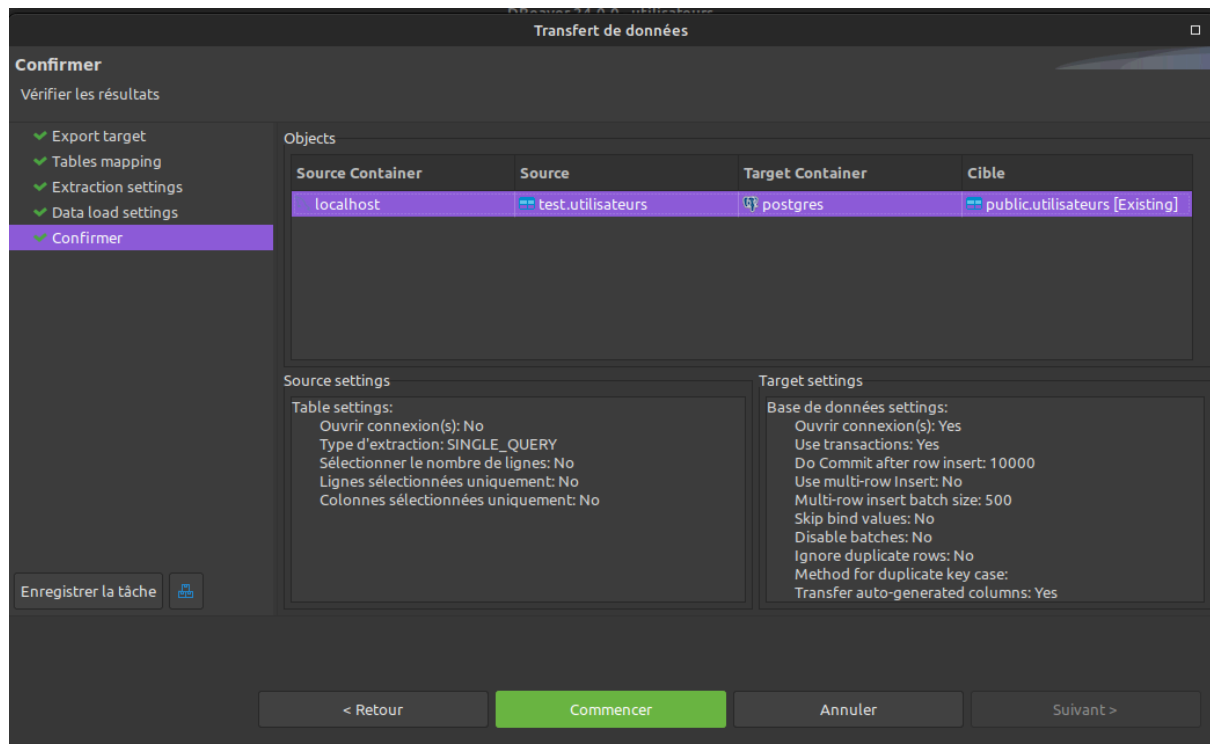 DBeaver 24.0.0 - utilisateurs
Transfert de données
Confirmer
Vérifier les résultats
Export target
Tables mapping
Extraction settings
Data load settings
Confirmer
Objects
Source Container Source Target Container Cible
localhost test.utilisateurs postgres public.utilisateurs [Existing]
Source settings
Table settings:
Ouvrir connexion(s): No
Type d'extraction: SINGLE_QUERY
Sélectionner le nombre de lignes: No
Lignes sélectionnées uniquement: No
Colonnes sélectionnées uniquement: No
Target settings
Base de données settings:
Ouvrir connexion(s): Yes
Use transactions: Yes
Do Commit after row insert: 10000
Use multi-row Insert: No
Multi-row insert batch size: 500
Skip bind values: No
Disable batches: No
Ignore duplicate rows: No
Method for duplicate key case:
Transfer auto-generated columns: Yes
Enregistrer la tâche
< Retour Commencer Annuler Suivant >